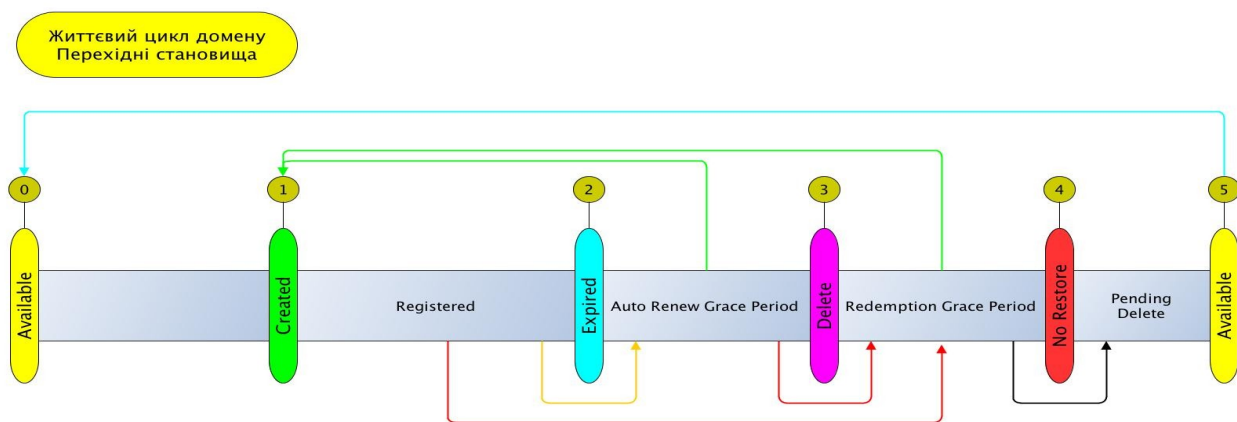 Життєвий цикл домену
Перехідні становища
0
1
2
3
4
5
Available
Created
Registered
Expired
Auto Renew Grace Period
Delete
Redemption Grace Period
No Restore
Pending
Delete
Available